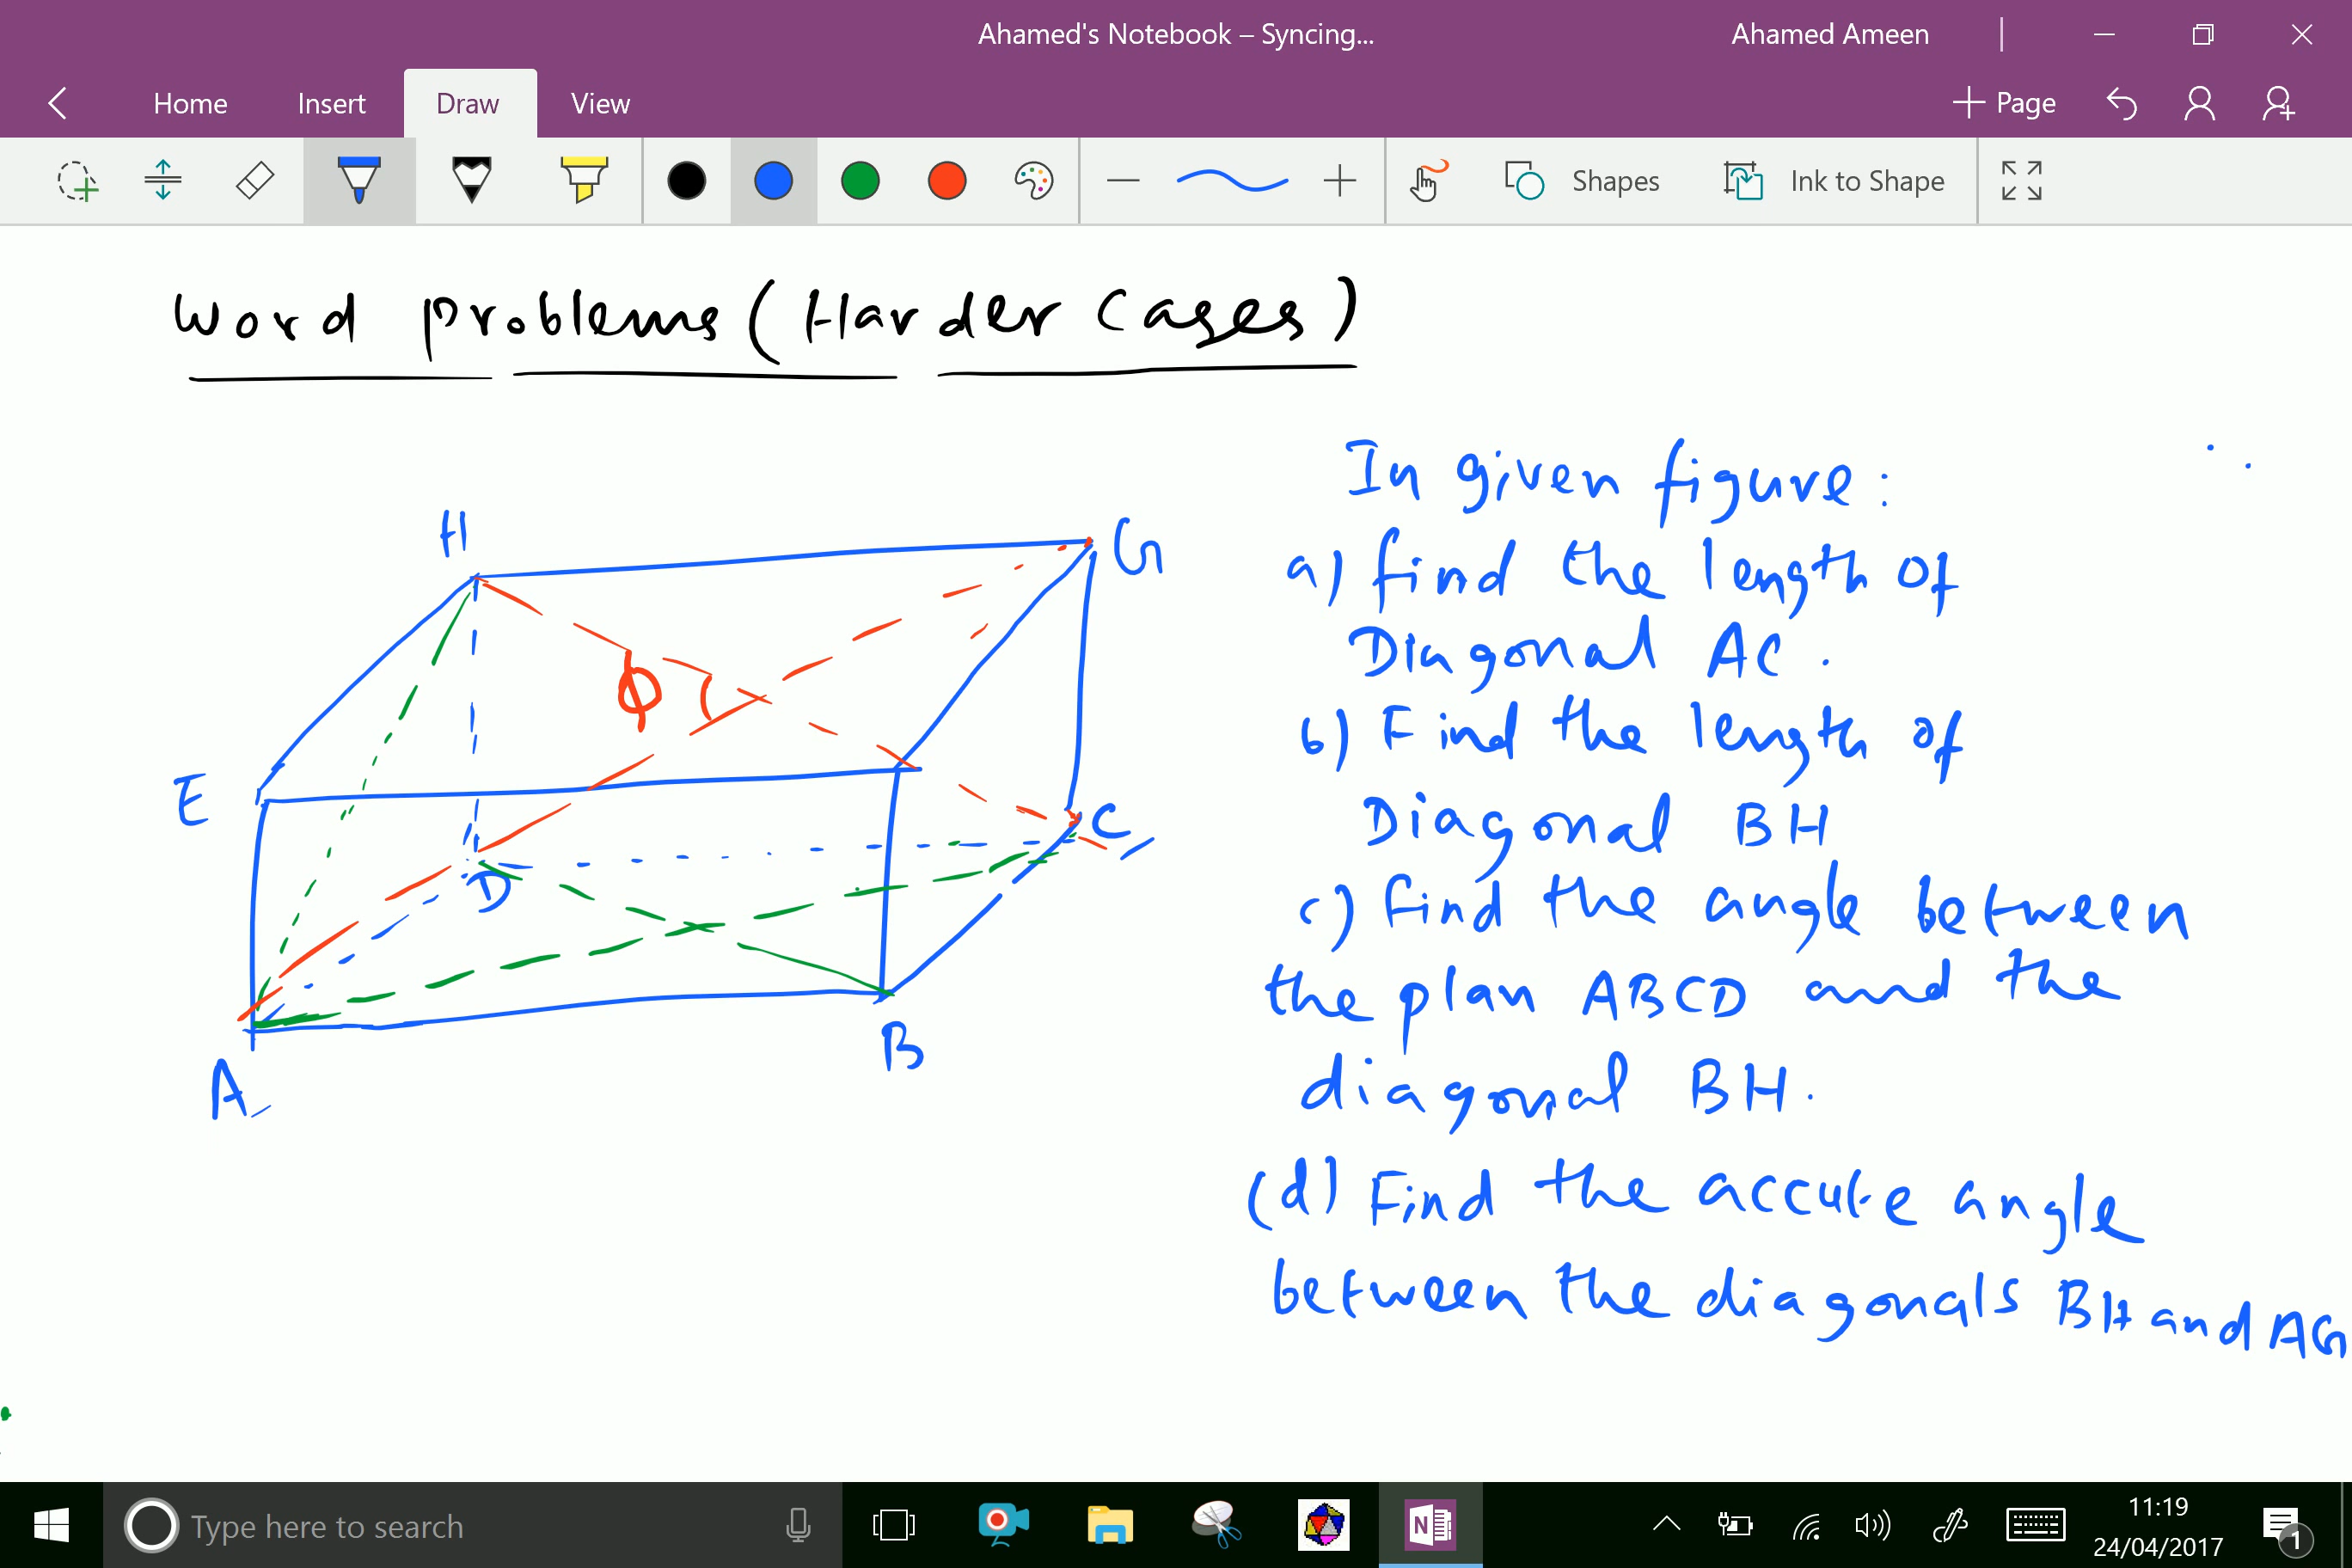 Ahamed's Notebook – Syncing...
Ahamed Ameen
Home Insert Draw View
Page
Shapes
Ink to Shape
Word Problems (Harder Cases)
H
G
E
ϕ
C
D
B
A
In given figure:
a) find the length of
Diagonal AC.
b) Find the length of
Diagonal BH
c) find the angle between
the plan ABCD and the
diagonal BH.
(d) Find the accute angle
between the diagonals BH and AG
Type here to search
N
11:19
24/04/2017
1